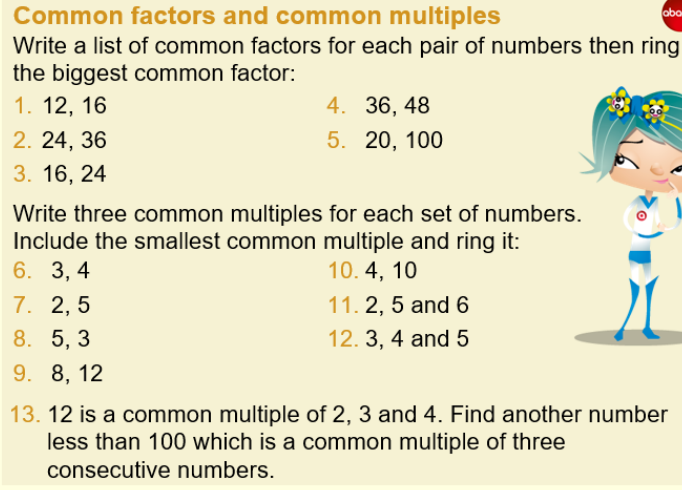 Common factors and common multiples
aba
Write a list of common factors for each pair of numbers then ring
the biggest common factor:
1. 12, 16
2. 24, 36
3. 16, 24
4. 36, 48
5. 20, 100
Write three common multiples for each set of numbers.
Include the smallest common multiple and ring it:
6. 3, 4
7. 2, 5
8. 5, 3
9. 8, 12
10. 4, 10
11. 2, 5 and 6
12. 3, 4 and 5
13. 12 is a common multiple of 2, 3 and 4. Find another number
less than 100 which is a common multiple of three
consecutive numbers.